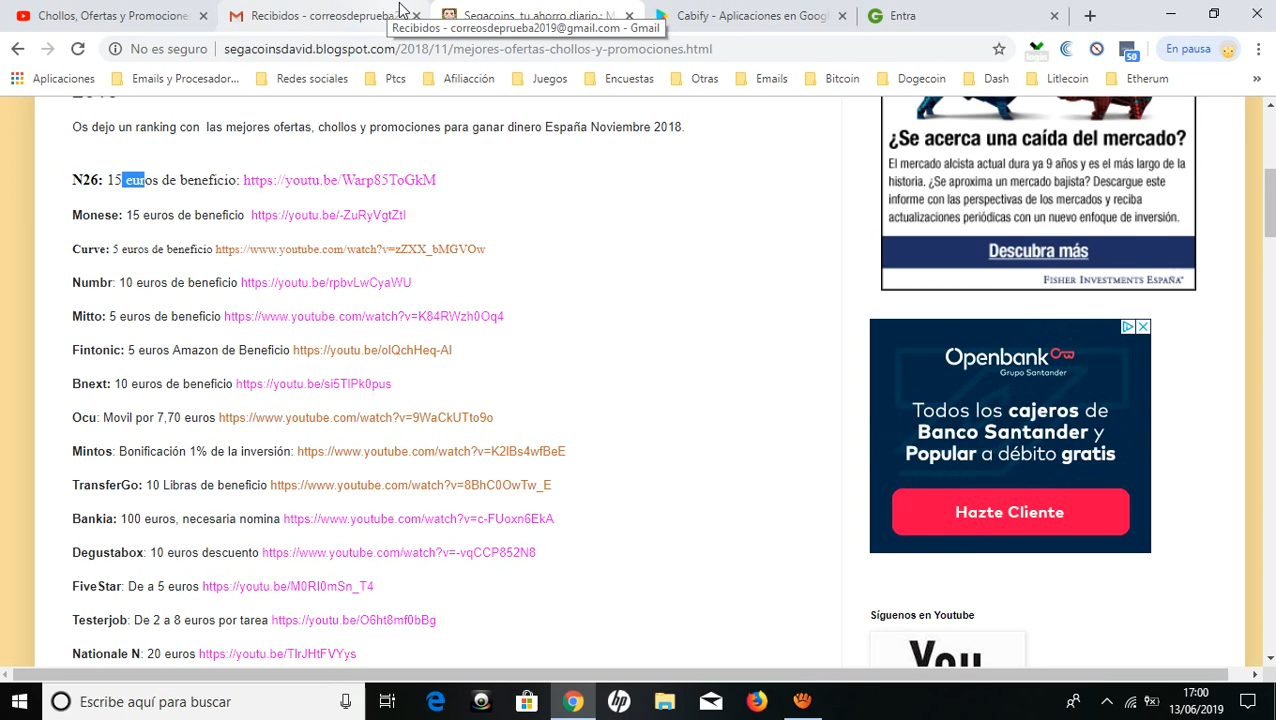 Chollos, Ofertas y Promociones
Recibidos - correosdeprueba
Segacoins, tu ahorro diario.: M
Cabify - Aplicaciones en Goog
Entra
Recibidos - correosdeprueba2019@gmail.com - Gmail
No es seguro
segacoinsdavid.blogspot.com/2018/11/mejores-ofertas-chollos-y-promociones.html
50
En pausa
Aplicaciones
Emails y Procesador...
Redes sociales
Ptcs
Afiliacción
Juegos
Encuestas
Otras
Emails
Bitcoin
Dogecoin
Dash
Litlecoin
Etherum
»
Os dejo un ranking con las mejores ofertas, chollos y promociones para ganar dinero España Noviembre 2018.
N26: 15 euros de beneficio: https://youtu.be/Warp85ToGkM
Monese: 15 euros de beneficio https://youtu.be/-ZuRyVgtZtI
Curve: 5 euros de beneficio https://www.youtube.com/watch?v=zZXX_bMGVOw
Numbr: 10 euros de beneficio https://youtu.be/rpbvLwCyaWU
Mitto: 5 euros de beneficio https://www.youtube.com/watch?v=K84RWzh0Oq4
Fintonic: 5 euros Amazon de Beneficio https://youtu.be/olQchHeq-AI
Bnext: 10 euros de beneficio https://youtu.be/si5TlPk0pus
Ocu: Movil por 7,70 euros https://www.youtube.com/watch?v=9WaCkUTto9o
Mintos: Bonificación 1% de la inversión: https://www.youtube.com/watch?v=K2IBs4wfBeE
TransferGo: 10 Libras de beneficio https://www.youtube.com/watch?v=8BhC0OwTw_E
Bankia: 100 euros, necesaria nomina https://www.youtube.com/watch?v=c-FUoxn6EkA
Degustabox: 10 euros descuento https://www.youtube.com/watch?v=-vqCCP852N8
FiveStar: De a 5 euros https://youtu.be/M0RI0mSn_T4
Testerjob: De 2 a 8 euros por tarea https://youtu.be/O6ht8mf0bBg
Nationale N: 20 euros https://youtu.be/TIrJHtFVYys
¿Se acerca una caída del mercado?
El mercado alcista actual dura ya 9 años y es el más largo de la
historia. ¿Se aproxima un mercado bajista? Descargue este
informe con las perspectivas de los mercados y reciba
actualizaciones periódicas con un nuevo enfoque de inversión.
Descubra más
FISHER INVESTMENTS ESPAÑA®
Openbank
Grupo Santander
Todos los cajeros de
Banco Santander y
Popular a débito gratis
Hazte Cliente
Síguenos en Youtube
You
Escribe aquí para buscar
17:00
13/06/2019